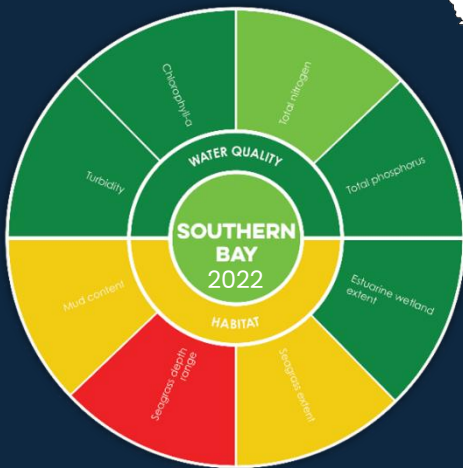 Chlorophyll-a
Total nitrogen
Turbidity
Total phosphorus
WATER QUALITY
SOUTHERN
BAY
2022
HABITAT
Mud content
Estuarine wetland
extent
Seagrass depth
range
Seagrass extent